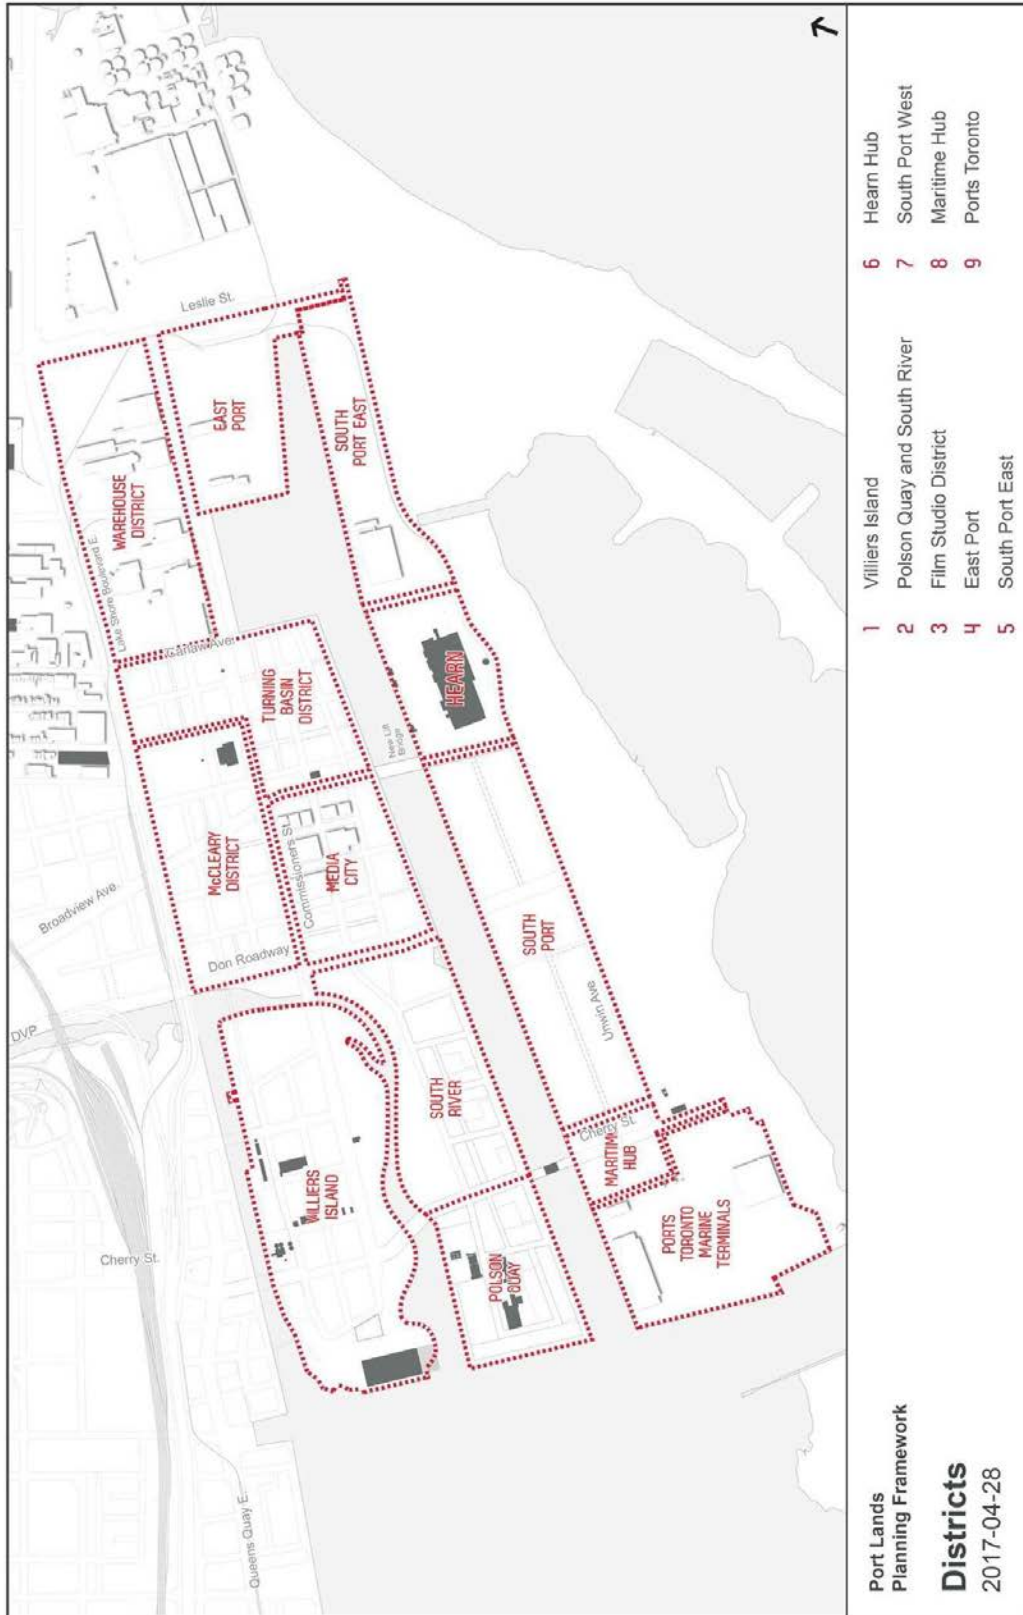 Leslie St.
Lake Shore Boulevard E.
WAREHOUSE
DISTRICT
EAST
PORT
SOUTH
PORT EAST
Carlaw Ave.
TURNING
BASIN
DISTRICT
HEARN
New Lift
Bridge
McCLEARY
DISTRICT
Commissioners St.
MEDIA
CITY
Broadview Ave.
Don Roadway
DVP
SOUTH
PORT
Unwin Ave.
SOUTH
RIVER
VILLIERS
ISLAND
Cherry St.
Cherry St.
MARITIME
HUB
POLSON
QUAY
PORTS
TORONTO
MARINE
TERMINALS
Queens Quay E.
Port Lands
Planning Framework
Districts
2017-04-28
1 Villiers Island
2 Polson Quay and South River
3 Film Studio District
4 East Port
5 South Port East
6 Hearn Hub
7 South Port West
8 Maritime Hub
9 Ports Toronto